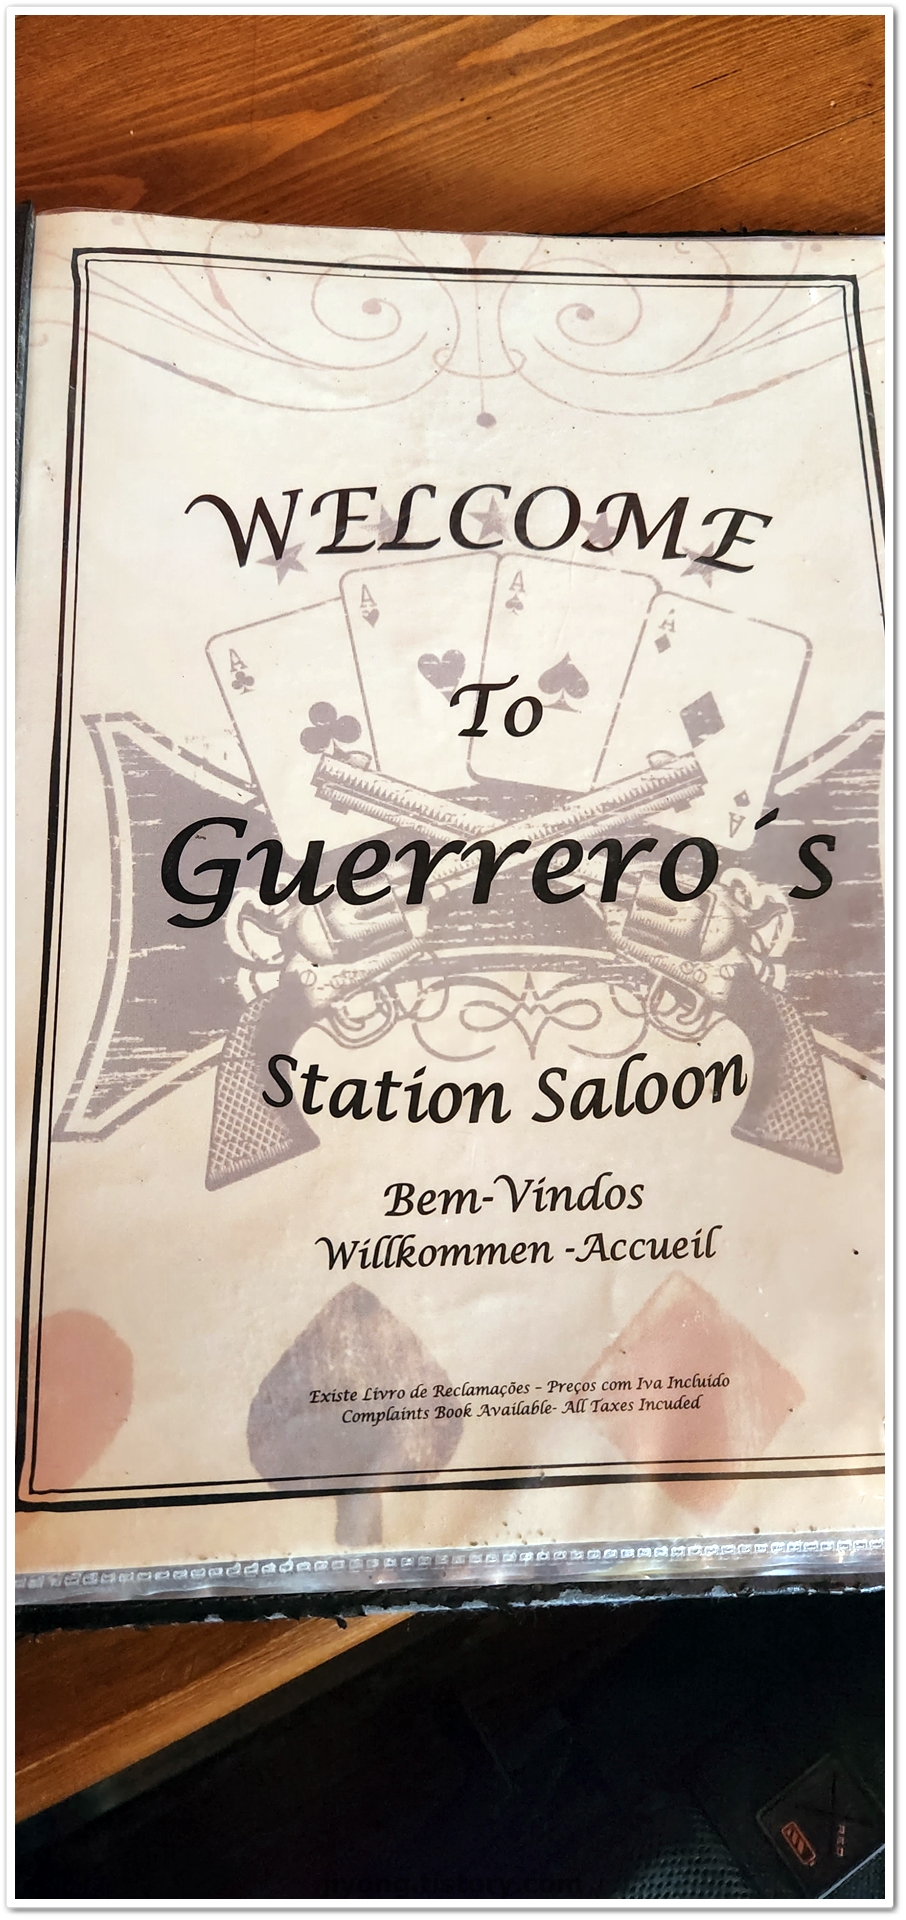 WELCOME
A
A
A
A
To
A
Guerrero´s
Station Saloon
Bem-Vindos
Willkommen -Accueil
Existe Livro de Reclamações – Preços com Iva Incluido
Complaints Book Available- All Taxes Incuded